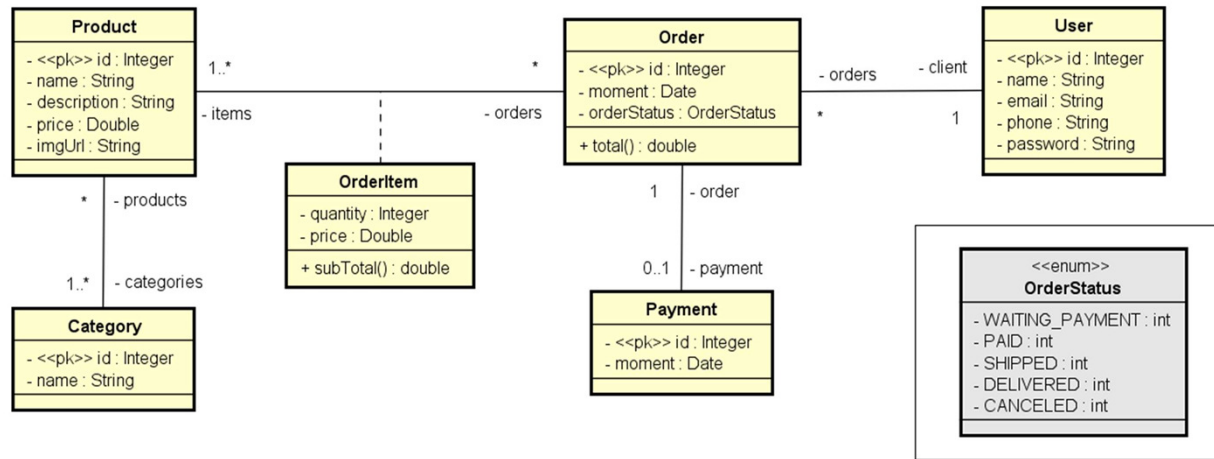 Product
- <<pk>> id : Integer
- name : String
- description : String
- price : Double
- imgUrl : String
1..*
- items
*
- orders
Order
- <<pk>> id : Integer
- moment : Date
- orderStatus : OrderStatus
+ total() : double
- orders
*
- client
1
User
- <<pk>> id : Integer
- name : String
- email : String
- phone : String
- password : String
OrderItem
- quantity : Integer
- price : Double
+ subTotal() : double
* - products
1..* - categories
Category
- <<pk>> id : Integer
- name : String
1 - order
0..1 - payment
Payment
- <<pk>> id : Integer
- moment : Date
<<enum>>
OrderStatus
- WAITING_PAYMENT : int
- PAID : int
- SHIPPED : int
- DELIVERED : int
- CANCELED : int